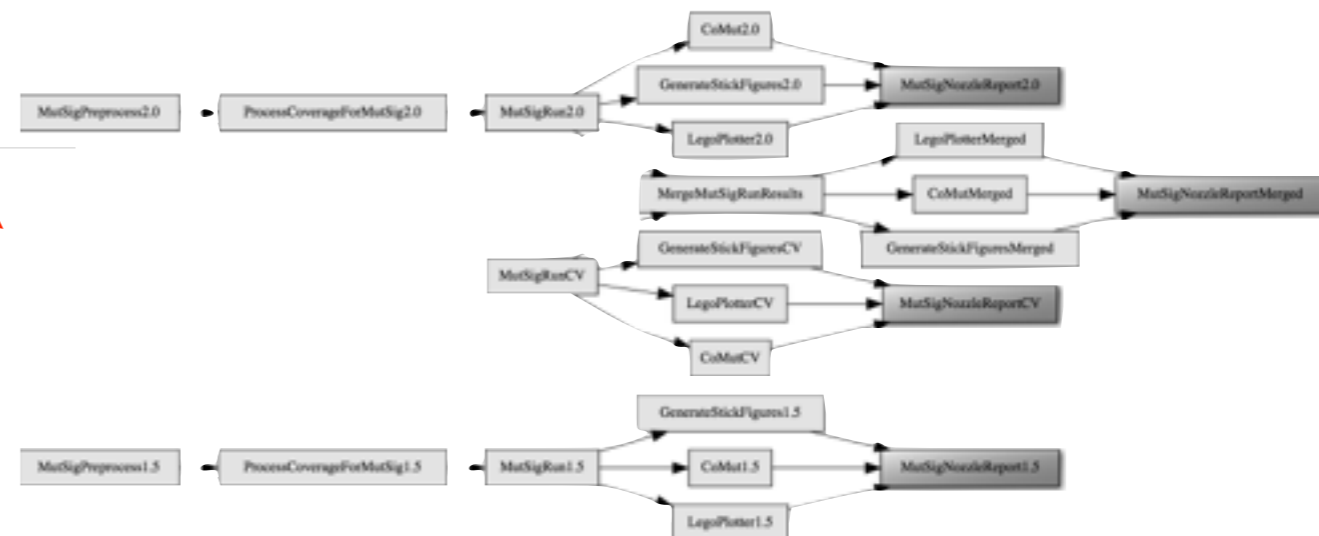 CoMut2.0
GenerateStickFigures2.0
MutSigNozzleReport2.0
MutSigPreprocess2.0
ProcessCoverageForMutSig2.0
MutSigRun2.0
LegoPlotter2.0
LegoPlotterMerged
MergeMutSigRunResults
CoMutMerged
MutSigNozzleReportMerged
GenerateStickFiguresCV
GenerateStickFiguresMerged
MutSigRunCV
LegoPlotterCV
MutSigNozzleReportCV
CoMutCV
GenerateStickFigures1.5
MutSigPreprocess1.5
ProcessCoverageForMutSig1.5
MutSigRun1.5
CoMut1.5
MutSigNozzleReport1.5
LegoPlotter1.5